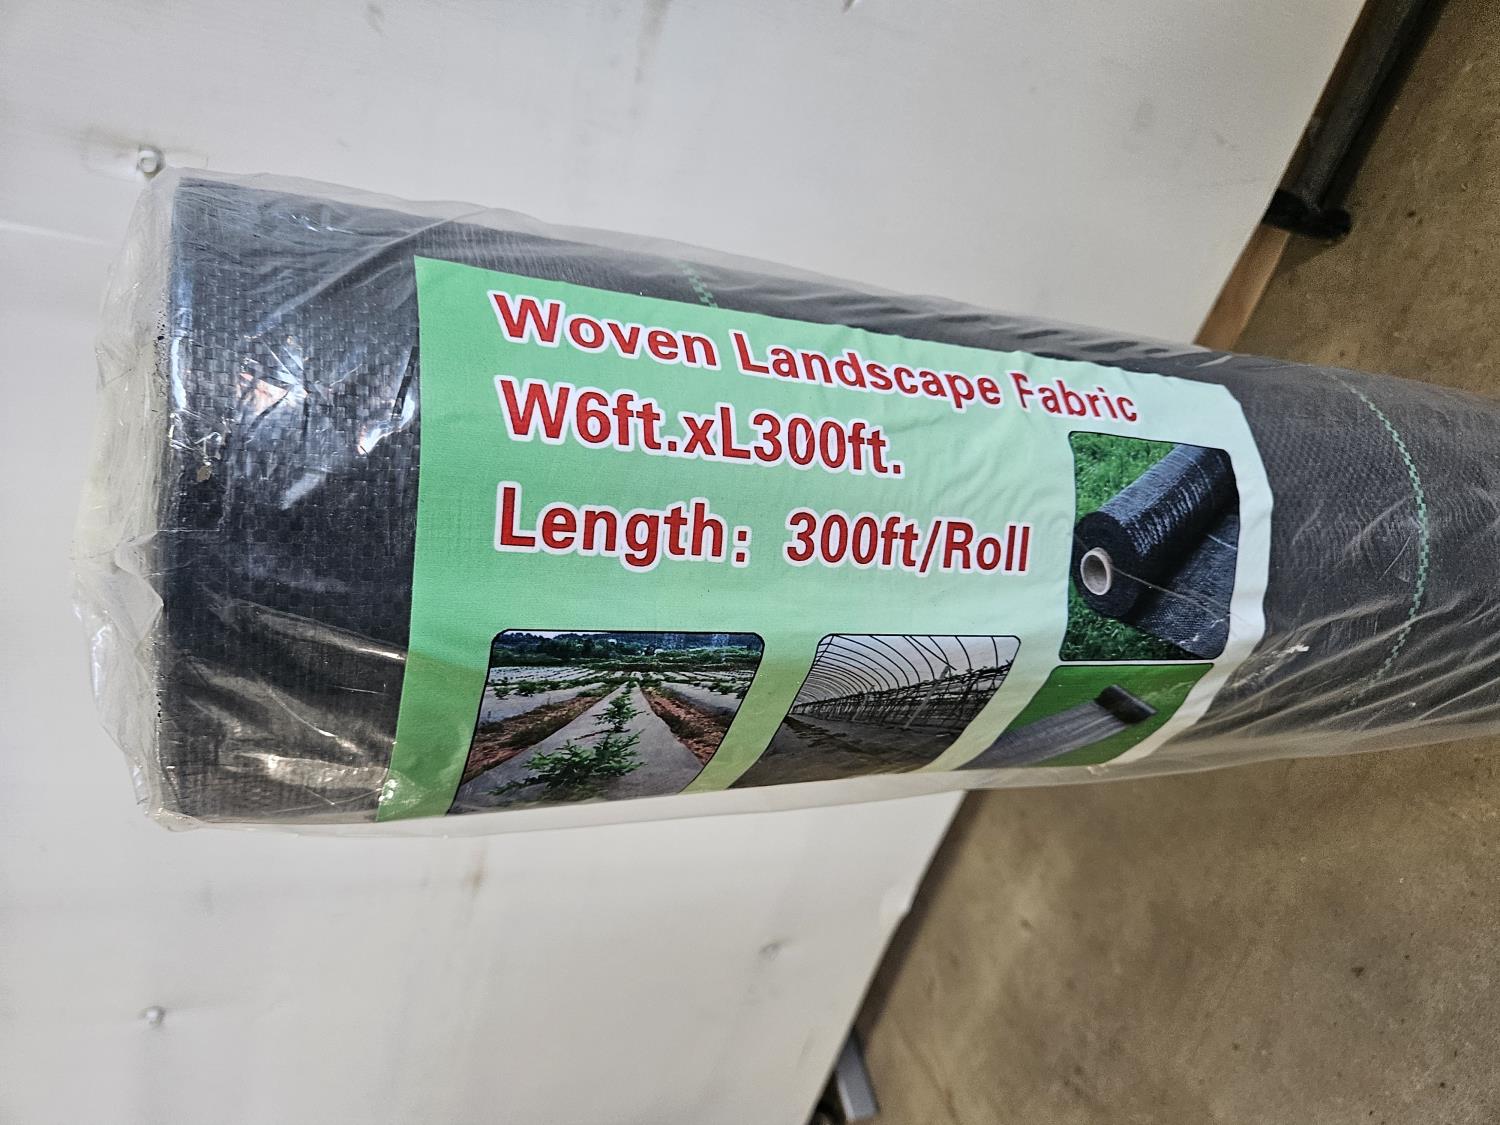 Woven Landscape Fabric
W6ft.xL300ft.
Length: 300ft/Roll